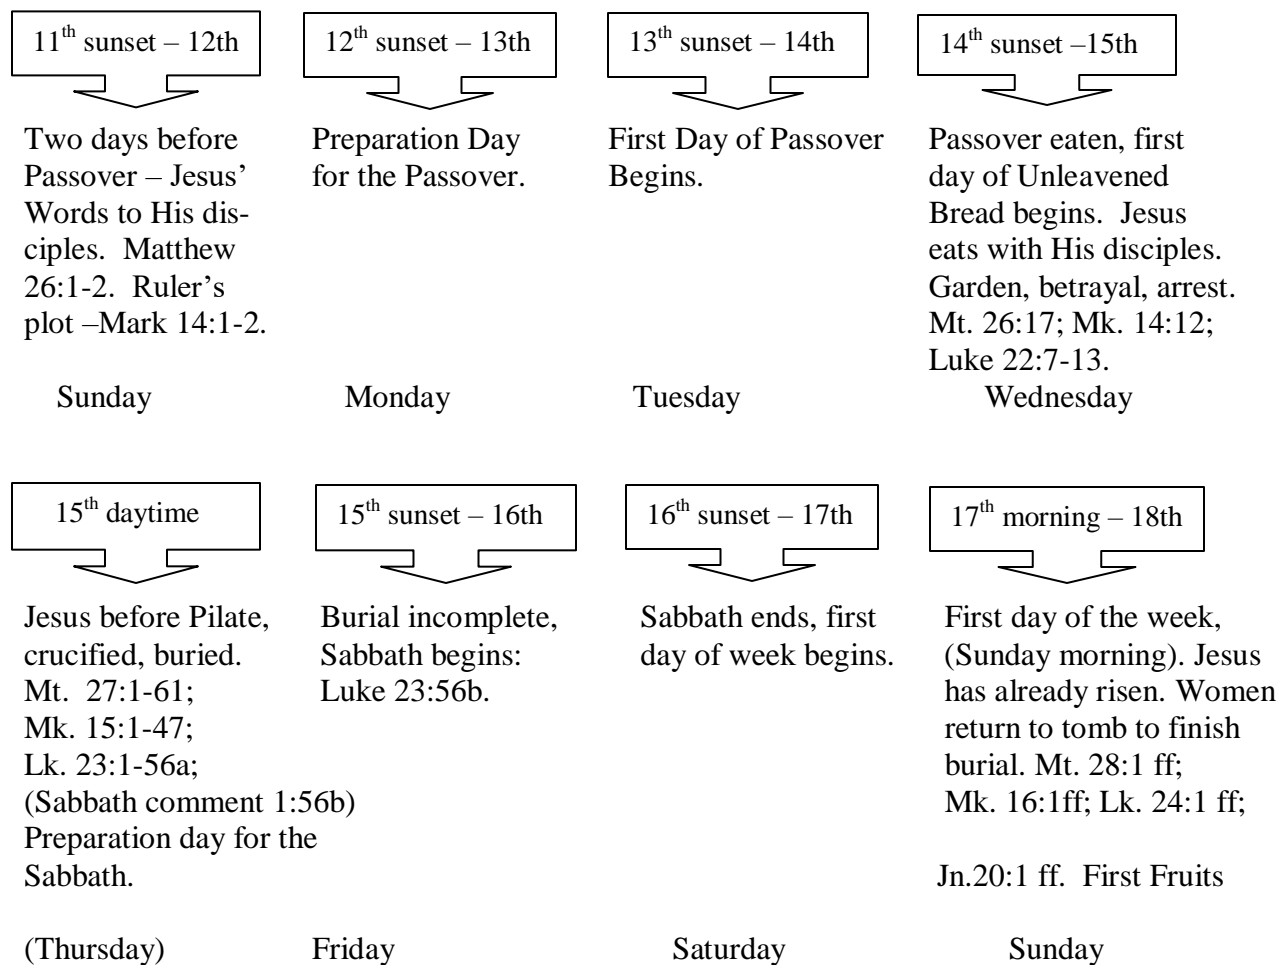 11th sunset – 12th
12th sunset – 13th
13th sunset – 14th
14th sunset –15th
Two days before
Passover – Jesus’
Words to His dis-
ciples.  Matthew
26:1-2.  Ruler’s
plot –Mark 14:1-2.
Preparation Day
for the Passover.
First Day of Passover
Begins.
Passover eaten, first
day of Unleavened
Bread begins.  Jesus
eats with His disciples.
Garden, betrayal, arrest.
Mt. 26:17; Mk. 14:12;
Luke 22:7-13.
Sunday
Monday
Tuesday
Wednesday
15th daytime
15th sunset – 16th
16th sunset – 17th
17th morning – 18th
Jesus before Pilate,
crucified, buried.
Mt.  27:1-61;
Mk. 15:1-47;
Lk. 23:1-56a;
(Sabbath comment 1:56b)
Preparation day for the
Sabbath.
Burial incomplete,
Sabbath begins:
Luke 23:56b.
Sabbath ends, first
day of week begins.
First day of the week,
(Sunday morning). Jesus
has already risen. Women
return to tomb to finish
burial. Mt. 28:1 ff;
Mk. 16:1ff; Lk. 24:1 ff;
Jn.20:1 ff.  First Fruits
(Thursday)
Friday
Saturday
Sunday